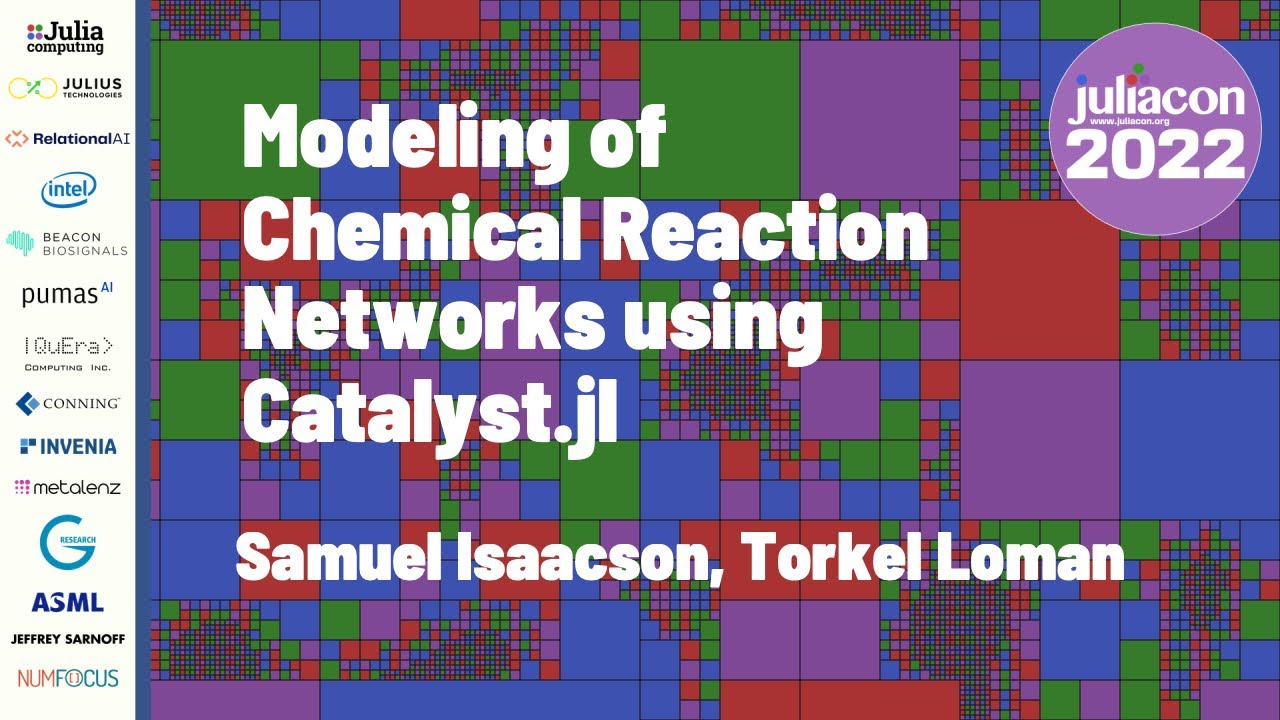 Julia
computing
JULIUS
TECHNOLOGIES
RelationalAI
intel
BEACON
BIOSIGNALS
pumas AI
|QuEra>
COMPUTING INC.
CONNING
INVENIA
metalenz
G RESEARCH
ASML
JEFFREY SARNOFF
NUMFOCUS
Modeling of
Chemical Reaction
Networks using
Catalyst.jl
Samuel Isaacson, Torkel Loman
juliacon
www.juliacon.org
2022